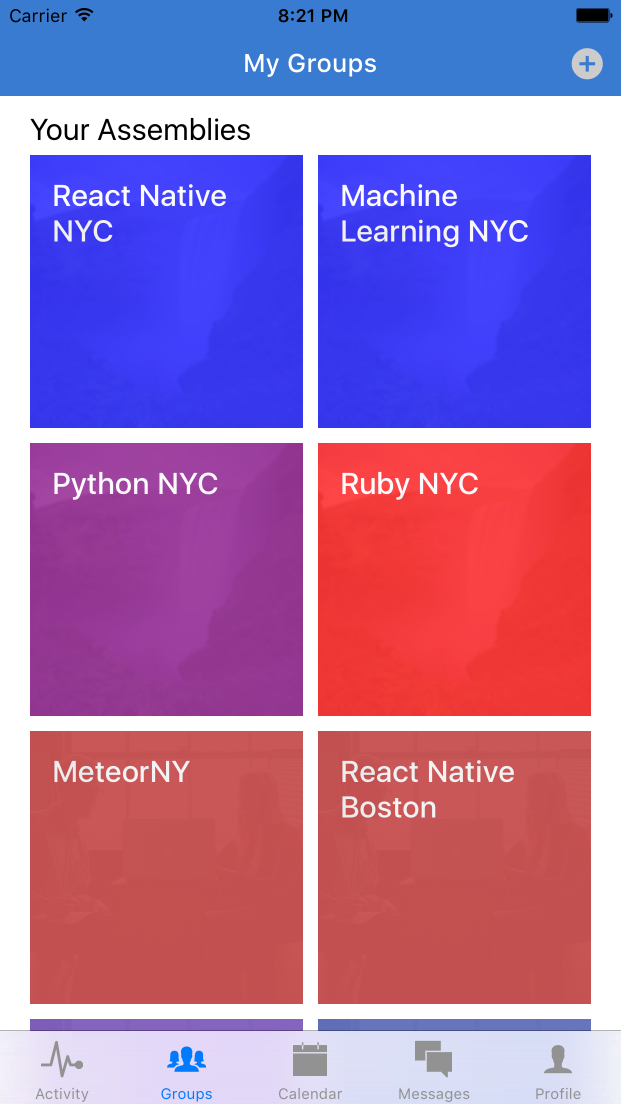 Carrier 8:21 PM
My Groups
Your Assemblies
React Native
NYC
Machine
Learning NYC
Python NYC
Ruby NYC
MeteorNY
React Native
Boston
Activity
Groups
Calendar
Messages
Profile